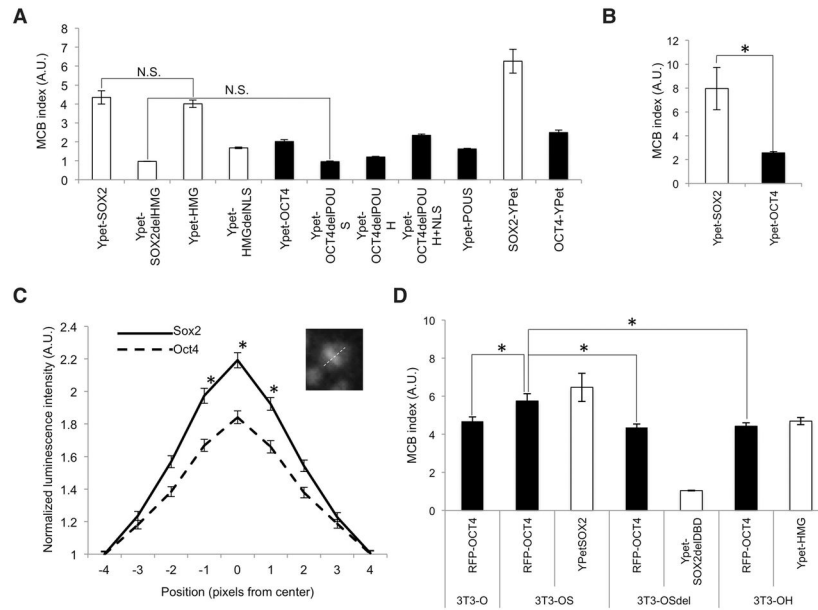 A
MCB index (A.U.)
8
7
6
5
4
3
2
1
0
N.S.
N.S.
Ypet-SOX2
Ypet-
SOX2delHMG
Ypet-HMG
Ypet-
HMGdelNLS
Ypet-OCT4
Ypet-
OCT4delPOU
S
Ypet-
OCT4delPOU
H
Ypet-
OCT4delPOU
H+NLS
Ypet-POUS
SOX2-YPet
OCT4-YPet
B
MCB index (A.U.)
12
10
8
6
4
2
0
*
Ypet-SOX2
Ypet-OCT4
C
Normalized luminescence intensity (A.U.)
2.4
2.2
2
1.8
1.6
1.4
1.2
1
Sox2
Oct4
* * *
-4 -3 -2 -1 0 1 2 3 4
Position (pixels from center)
D
MCB index (A.U.)
10
8
6
4
2
0
* * *
RFP-OCT4
RFP-OCT4
YPetSOX2
RFP-OCT4
Ypet-
SOX2delDBD
RFP-OCT4
Ypet-HMG
3T3-O 3T3-OS 3T3-OSdel 3T3-OH